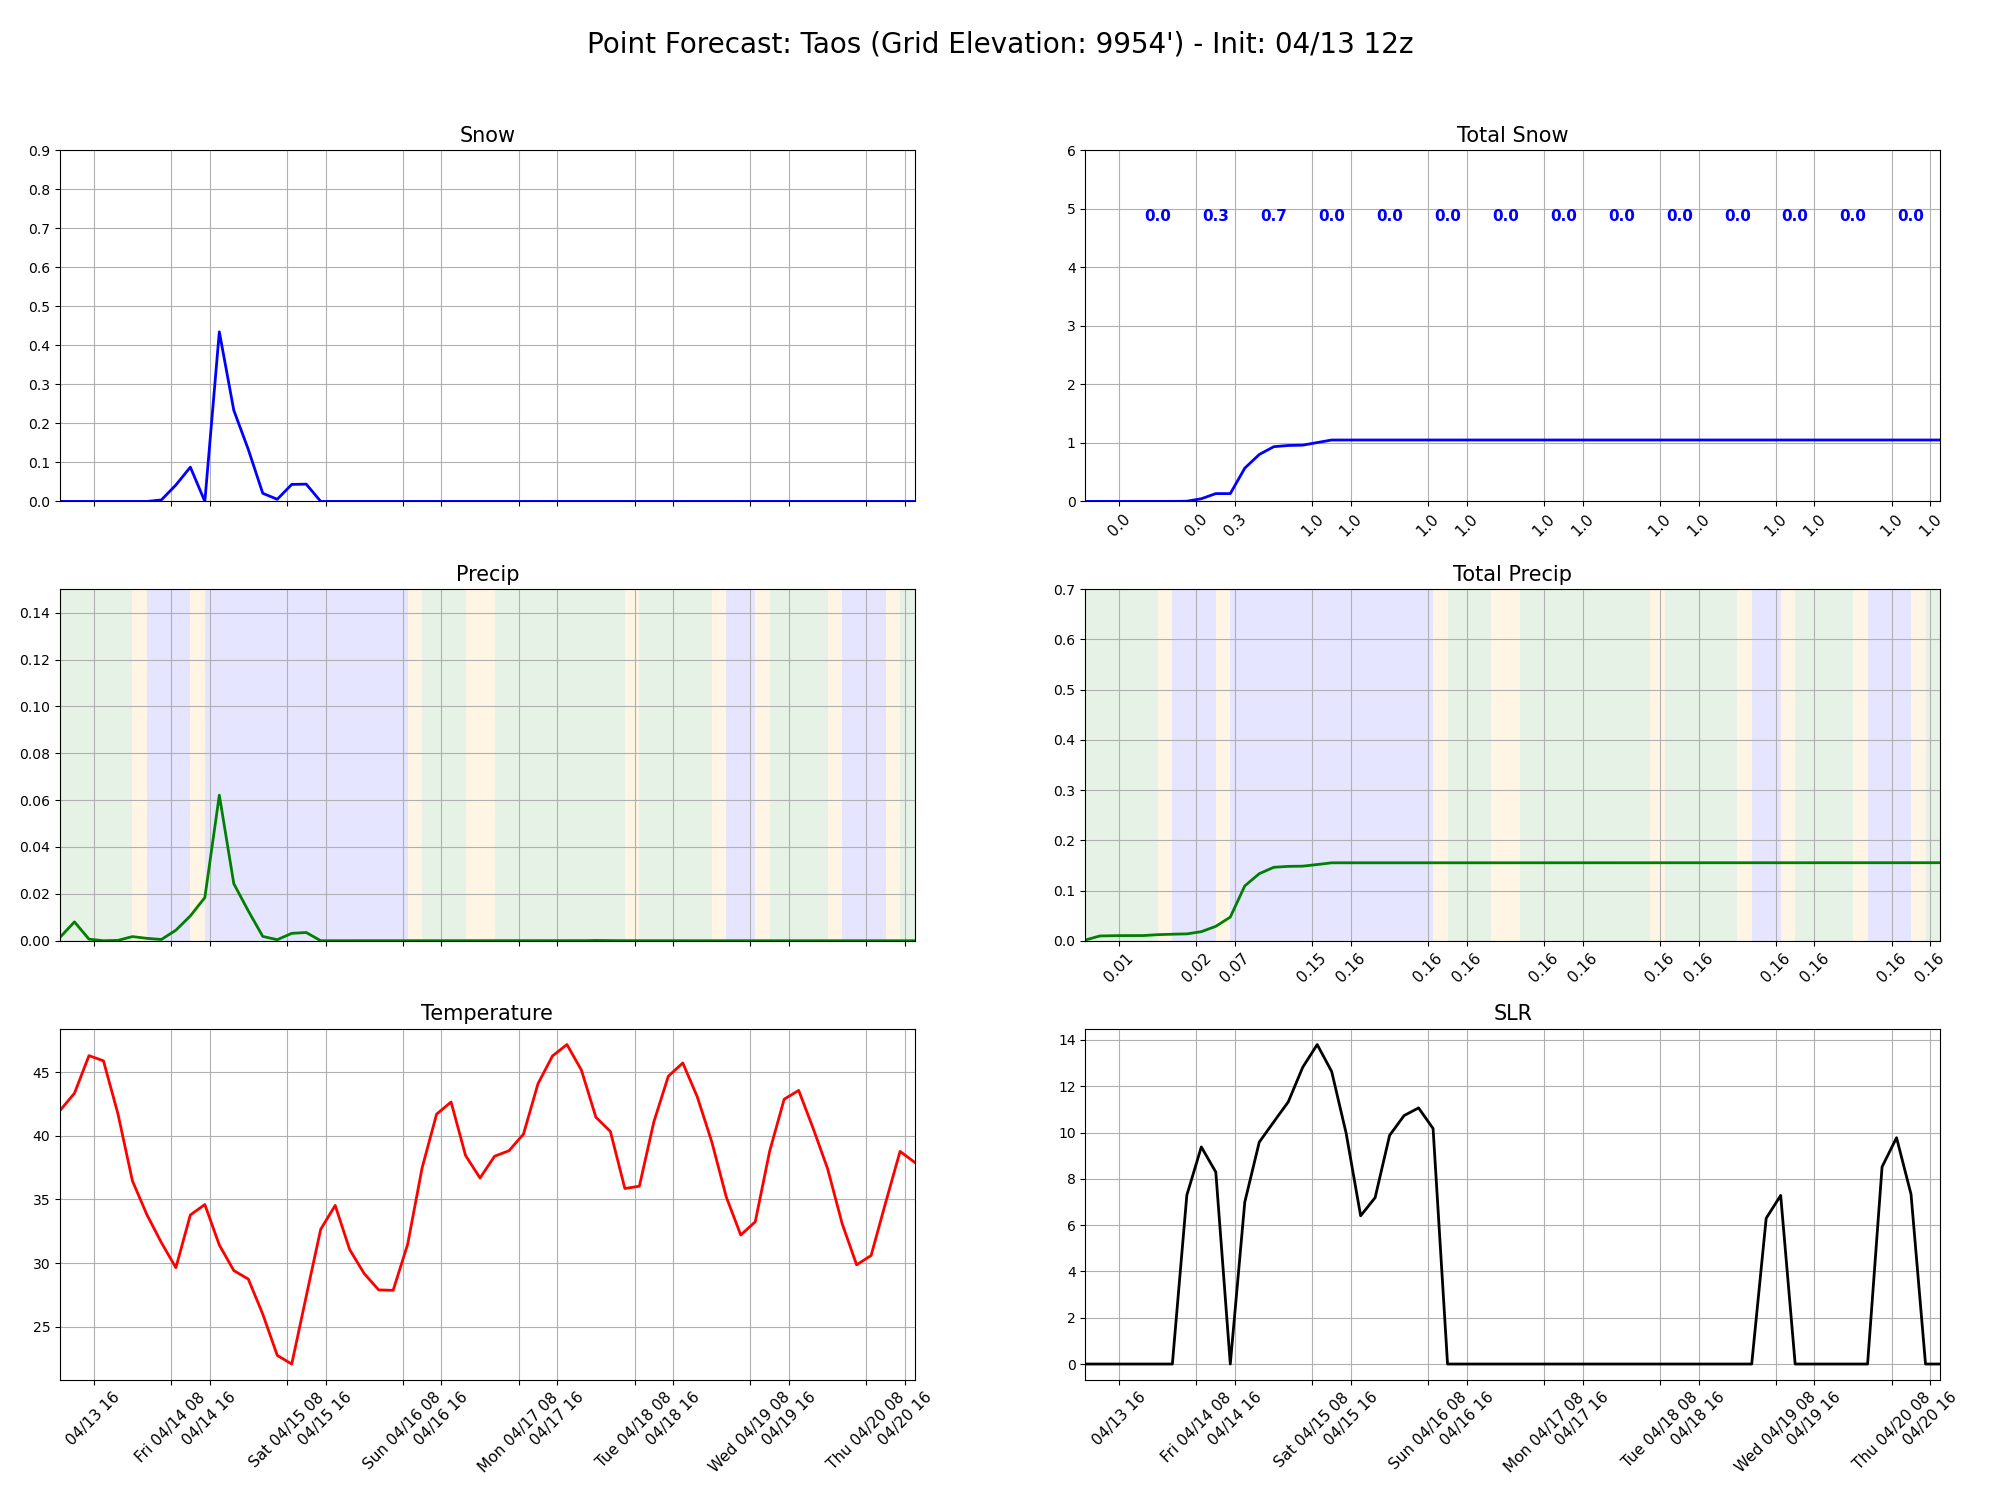 Point Forecast: Taos (Grid Elevation: 9954') - Init: 04/13 12z
Snow
0.9
0.8
0.7
0.6
0.5
0.4
0.3
0.2
0.1
0.0
Total Snow
6
5
4
3
2
1
0
0.0 0.3 0.7 0.0 0.0 0.0 0.0 0.0 0.0 0.0 0.0 0.0 0.0 0.0
0.0 0.0 0.3 1.0 1.0 1.0 1.0 1.0 1.0 1.0 1.0 1.0 1.0 1.0 1.0
Precip
0.14
0.12
0.10
0.08
0.06
0.04
0.02
0.00
Total Precip
0.7
0.6
0.5
0.4
0.3
0.2
0.1
0.0
0.01 0.02 0.07 0.15 0.16 0.16 0.16 0.16 0.16 0.16 0.16 0.16 0.16 0.16 0.16
Temperature
45
40
35
30
25
04/13 16
Fri 04/14 08
04/14 16
Sat 04/15 08
04/15 16
Sun 04/16 08
04/16 16
Mon 04/17 08
04/17 16
Tue 04/18 08
04/18 16
Wed 04/19 08
04/19 16
Thu 04/20 08
04/20 16
SLR
14
12
10
8
6
4
2
0
04/13 16
Fri 04/14 08
04/14 16
Sat 04/15 08
04/15 16
Sun 04/16 08
04/16 16
Mon 04/17 08
04/17 16
Tue 04/18 08
04/18 16
Wed 04/19 08
04/19 16
Thu 04/20 08
04/20 16